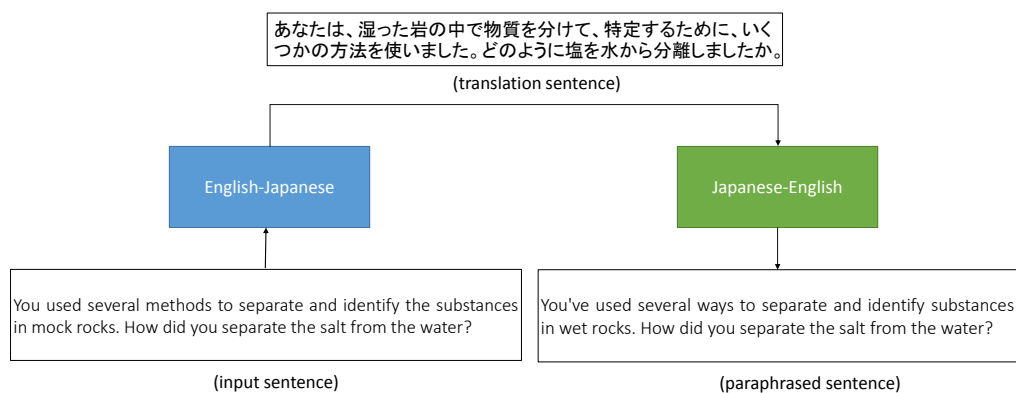 あなたは、湿った岩の中で物質を分けて、特定するために、いく
つかの方法を使いました。どのように塩を水から分離しましたか。
(translation sentence)
English-Japanese
Japanese-English
You used several methods to separate and identify the substances
in mock rocks. How did you separate the salt from the water?
(input sentence)
You've used several ways to separate and identify substances
in wet rocks. How did you separate the salt from the water?
(paraphrased sentence)